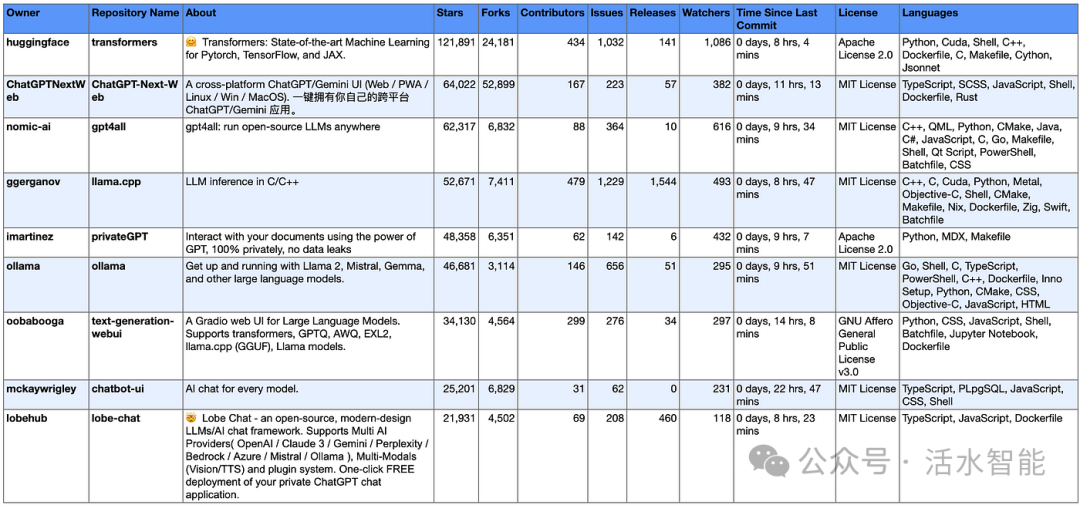 Owner Repository Name About Stars Forks Contributors Issues Releases Watchers Time Since Last License Languages
Commit
huggingface transformers 🤗 Transformers: State-of-the-art Machine Learning 121,891 24,181 434 1,032 141 1,086 0 days, 8 hrs, 4 Apache Python, Cuda, Shell, C++,
for Pytorch, TensorFlow, and JAX. mins License 2.0 Dockerfile, C, Makefile, Cython,
Jsonnet
ChatGPTNextW ChatGPT-Next-W A cross-platform ChatGPT/Gemini UI (Web / PWA / 64,022 52,899 167 223 57 382 0 days, 11 hrs, 13 MIT License TypeScript, SCSS, JavaScript, Shell,
eb eb Linux / Win / MacOS). 一键拥有你自己的跨平台 mins Dockerfile, Rust
ChatGPT/Gemini 应用。
nomic-ai gpt4all gpt4all: run open-source LLMs anywhere 62,317 6,832 88 364 10 616 0 days, 9 hrs, 34 MIT License C++, QML, Python, CMake, Java,
mins C#, JavaScript, C, Go, Makefile,
Shell, Qt Script, PowerShell,
Batchfile, CSS
ggerganov llama.cpp LLM inference in C/C++ 52,671 7,411 479 1,229 1,544 493 0 days, 8 hrs, 47 MIT License C++, C, Cuda, Python, Metal,
mins Objective-C, Shell, CMake,
Makefile, Nix, Dockerfile, Zig, Swift,
Batchfile
imartinez privateGPT Interact with your documents using the power of 48,358 6,351 62 142 6 432 0 days, 9 hrs, 7 Apache Python, MDX, Makefile
GPT, 100% privately, no data leaks mins License 2.0
ollama ollama Get up and running with Llama 2, Mistral, Gemma, 46,681 3,114 146 656 51 295 0 days, 9 hrs, 51 MIT License Go, Shell, C, TypeScript,
and other large language models. mins PowerShell, C++, Dockerfile, Inno
Setup, Python, CMake, CSS,
Objective-C, JavaScript, HTML
oobabooga text-generation- A Gradio web UI for Large Language Models. 34,130 4,564 299 276 34 297 0 days, 14 hrs, 8 GNU Affero Python, CSS, JavaScript, Shell,
webui Supports transformers, GPTQ, AWQ, EXL2, mins General Batchfile, Jupyter Notebook,
llama.cpp (GGUF), Llama models. Public Dockerfile
License
v3.0
mckaywrigley chatbot-ui AI chat for every model. 25,201 6,829 31 62 0 231 0 days, 22 hrs, 47 MIT License TypeScript, PLpgSQL, JavaScript,
mins CSS, Shell
lobehub lobe-chat 🤯 Lobe Chat - an open-source, modern-design 21,931 4,502 69 208 460 118 0 days, 8 hrs, 23 MIT License TypeScript, JavaScript, Dockerfile
LLMs/AI chat framework. Supports Multi AI mins
Providers( OpenAI / Claude 3 / Gemini / Perplexity /
Bedrock / Azure / Mistral / Ollama ), Multi-Modals
(Vision/TTS) and plugin system. One-click FREE
deployment of your private ChatGPT chat
application.
公众号 · 活水智能